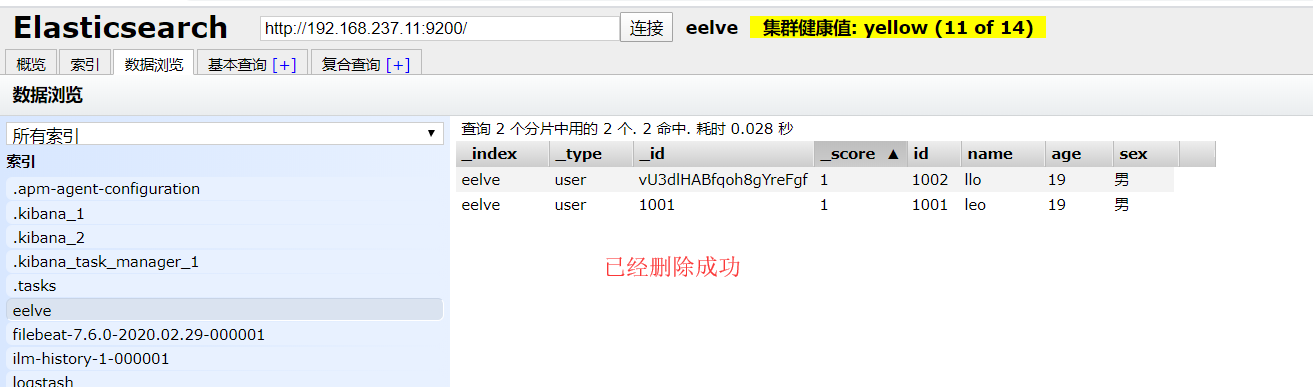 Elasticsearch http://192.168.237.11:9200/ 连接 eelve 集群健康值: yellow (11 of 14)
概览 索引 数据浏览 基本查询 [+] 复合查询 [+]
数据浏览
所有索引 ▼
索引
.apm-agent-configuration
.kibana_1
.kibana_2
.kibana_task_manager_1
.tasks
eelve
filebeat-7.6.0-2020.02.29-000001
ilm-history-1-000001
logstash
查询 2 个分片中用的 2 个. 2 命中. 耗时 0.028 秒
_index _type _id _score ▲ id name age sex
eelve user vU3dlHABfqoh8gYreFgf 1 1002 llo 19 男
eelve user 1001 1 1001 leo 19 男
已经删除成功